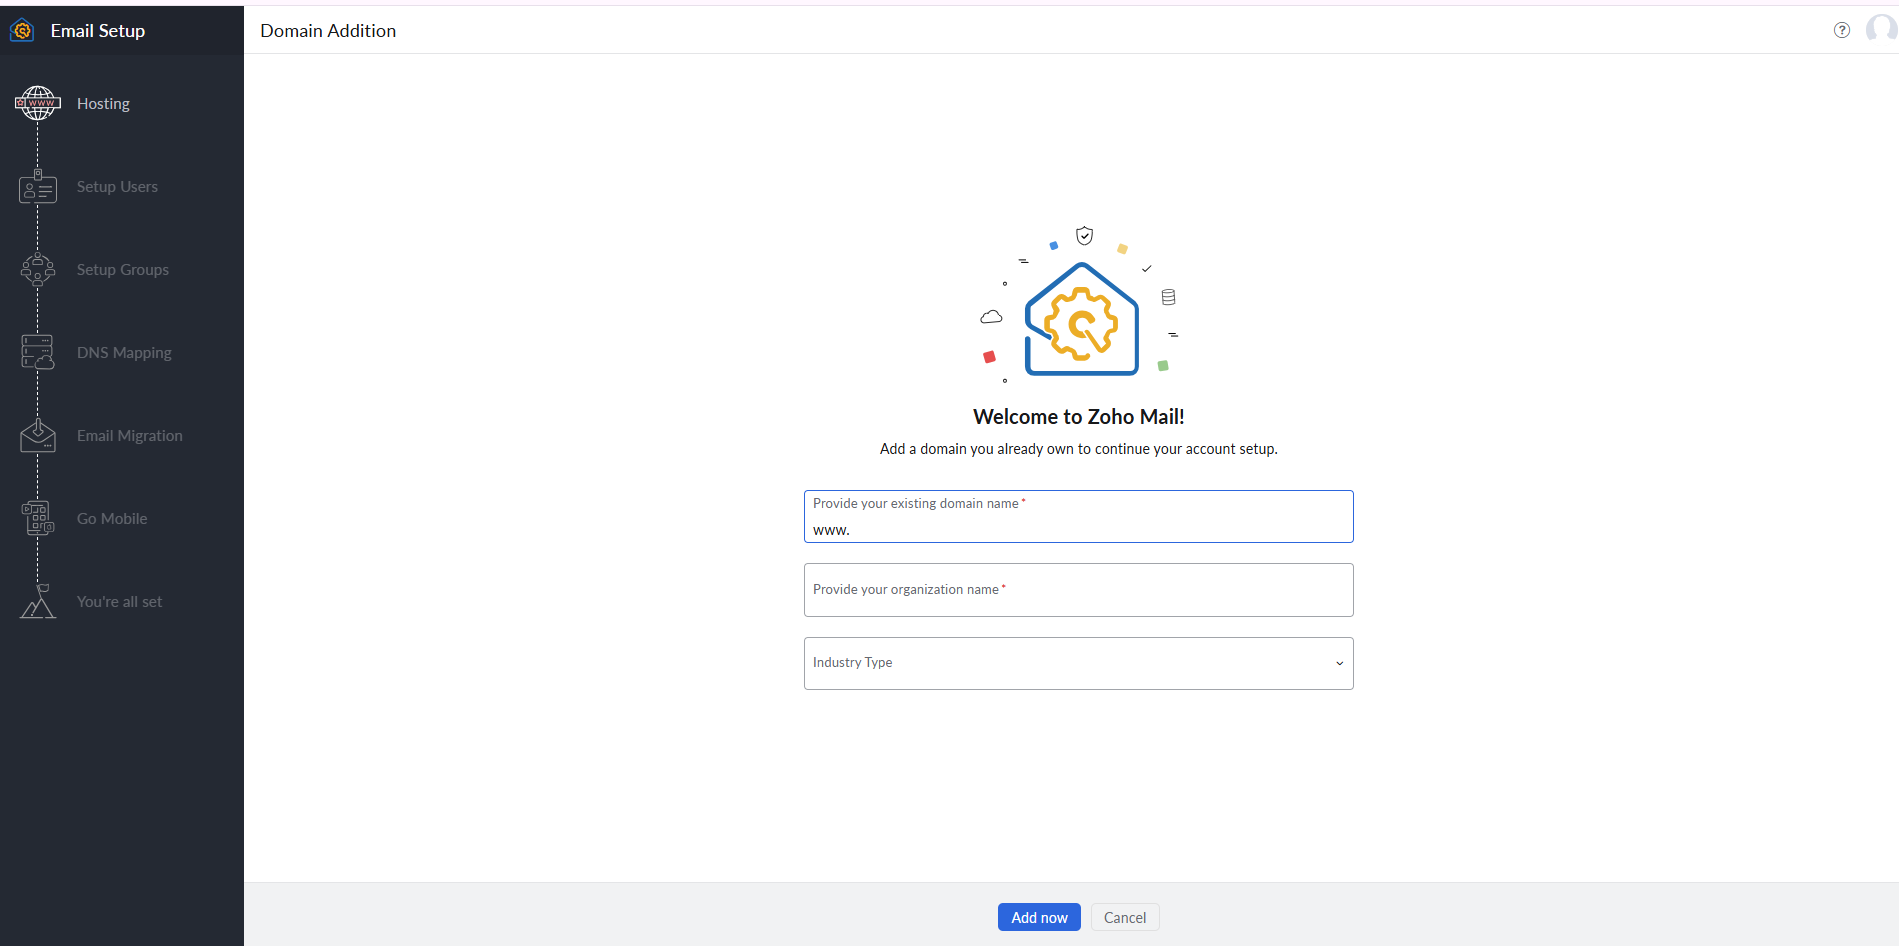 Email Setup
Domain Addition
?
www
Hosting
Setup Users
Setup Groups
DNS Mapping
Email Migration
Go Mobile
You're all set
Welcome to Zoho Mail!
Add a domain you already own to continue your account setup.
Provide your existing domain name *
www.
Provide your organization name *
Industry Type
Add now
Cancel